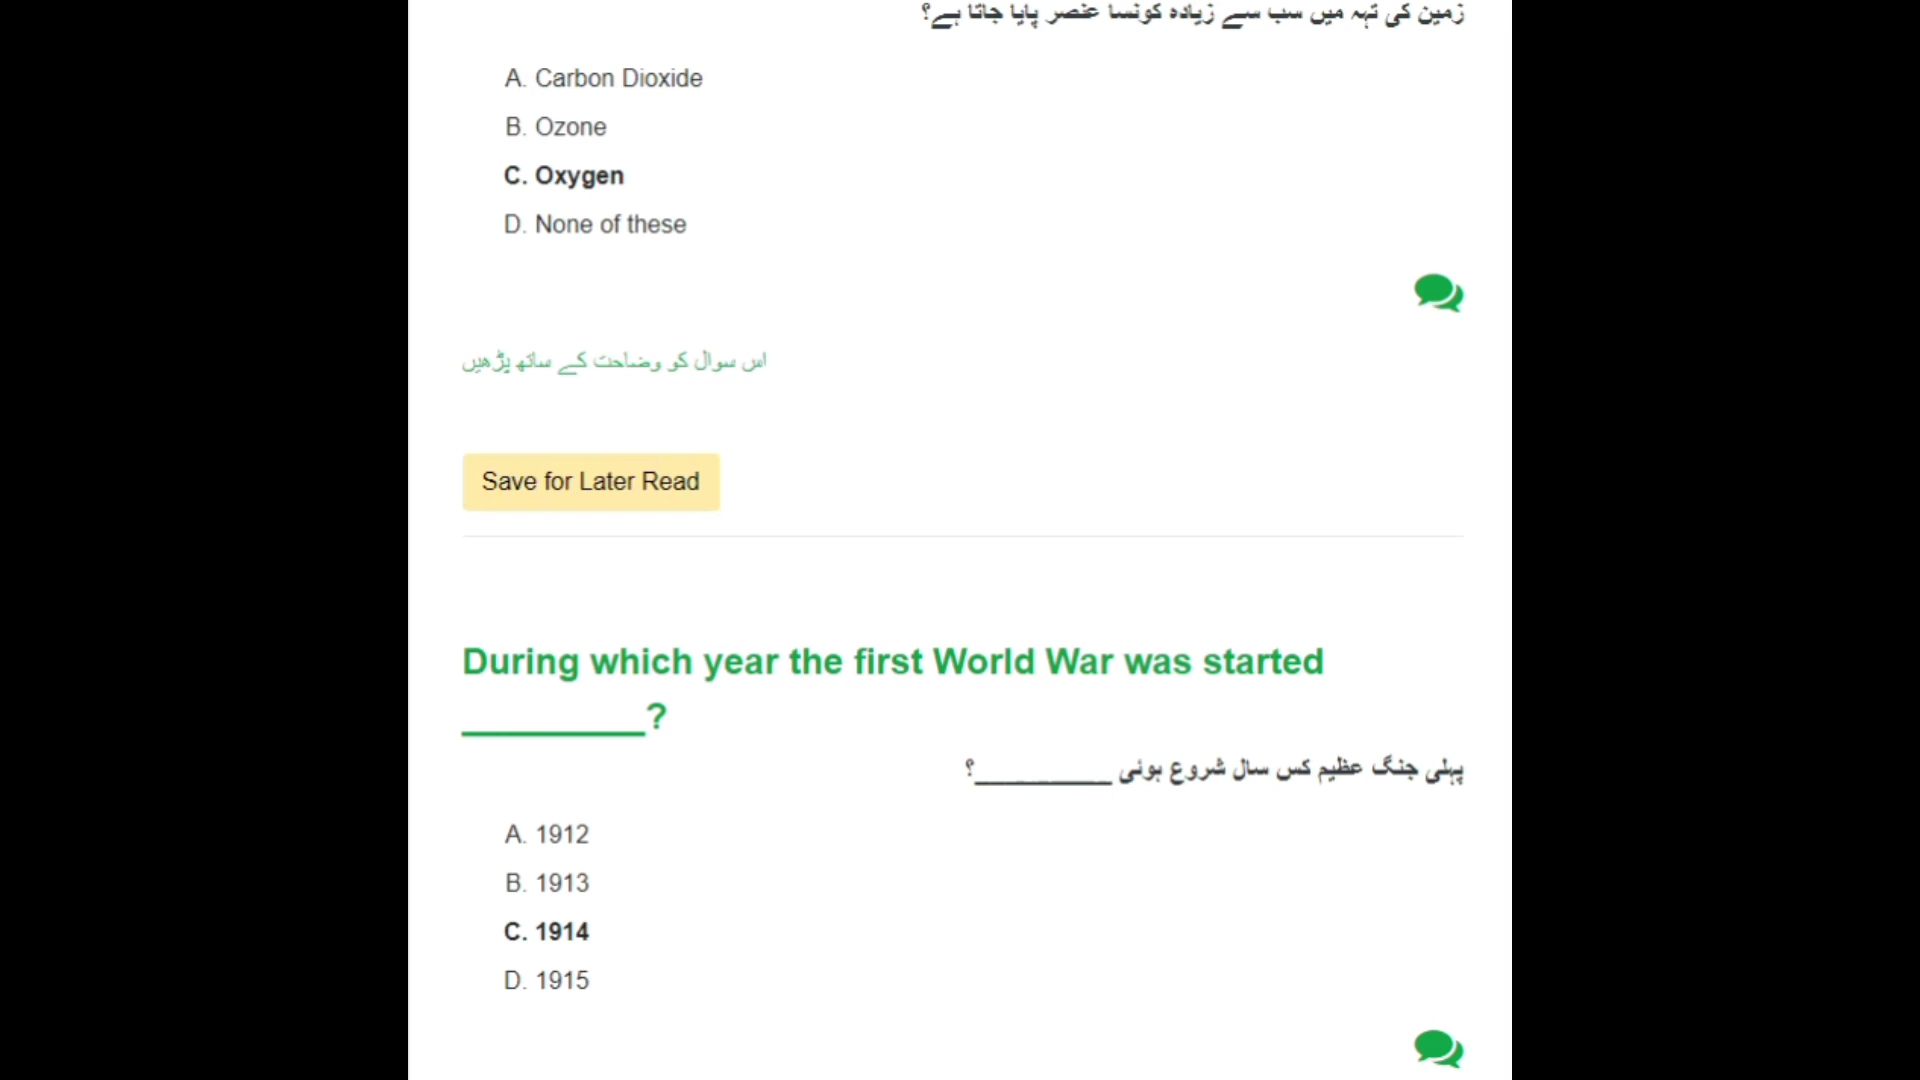 زمین کی تہہ میں سب سے زیادہ کونسا عنصر پایا جاتا ہے؟
A. Carbon Dioxide
B. Ozone
C. Oxygen
D. None of these
اس سوال کو وضاحت کے ساتھ پڑھیں
Save for Later Read
During which year the first World War was started
__________?
پہلی جنگ عظیم کس سال شروع ہوئی __________؟
A. 1912
B. 1913
C. 1914
D. 1915